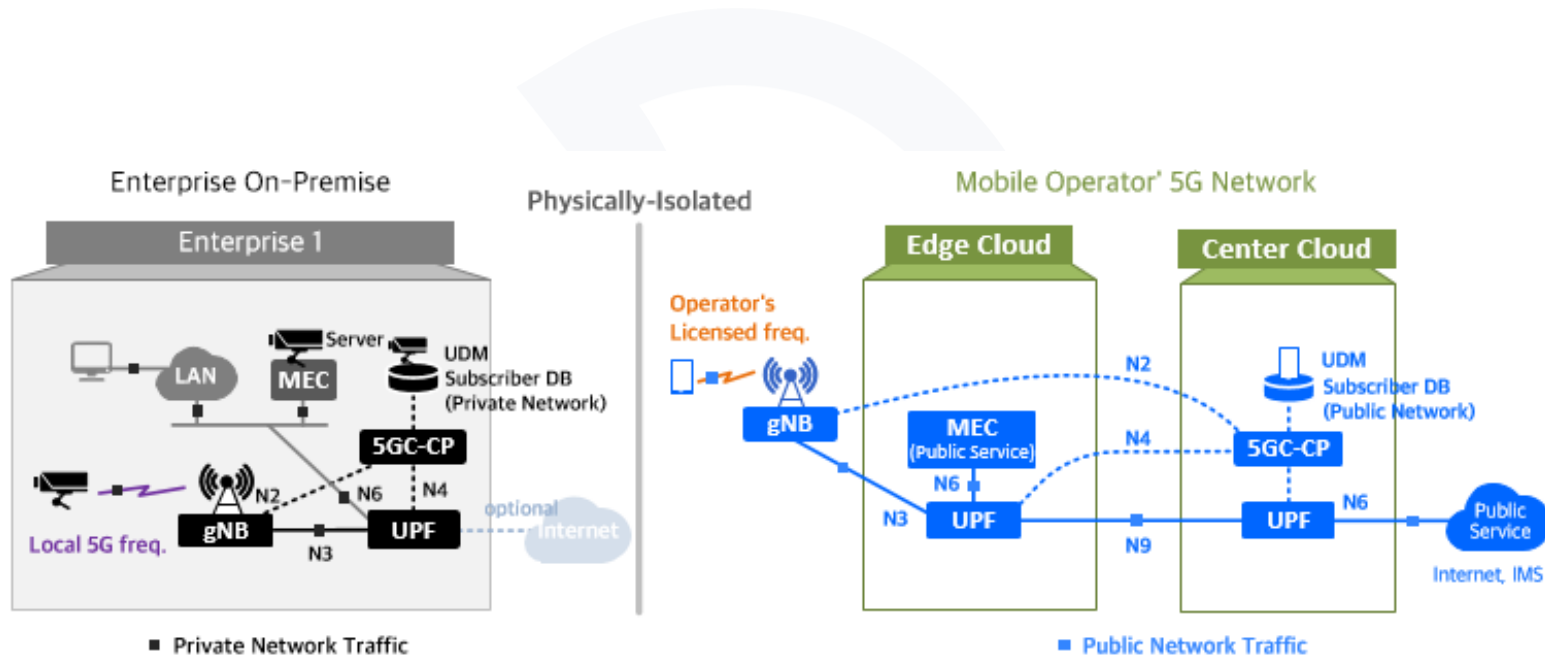 Enterprise On-Premise
Physically-Isolated
Mobile Operator' 5G Network
Enterprise 1
Edge Cloud
Center Cloud
Server
LAN
MEC
UDM
Subscriber DB
(Private Network)
5GC-CP
N2
N6
N4
optional
Internet
gNB
UPF
N3
Local 5G freq.
Operator's
Licensed freq.
gNB
N2
MEC
(Public Service)
N4
N6
N3
UPF
N9
UDM
Subscriber DB
(Public Network)
5GC-CP
UPF
N6
Public
Service
Internet, IMS
Private Network Traffic
Public Network Traffic